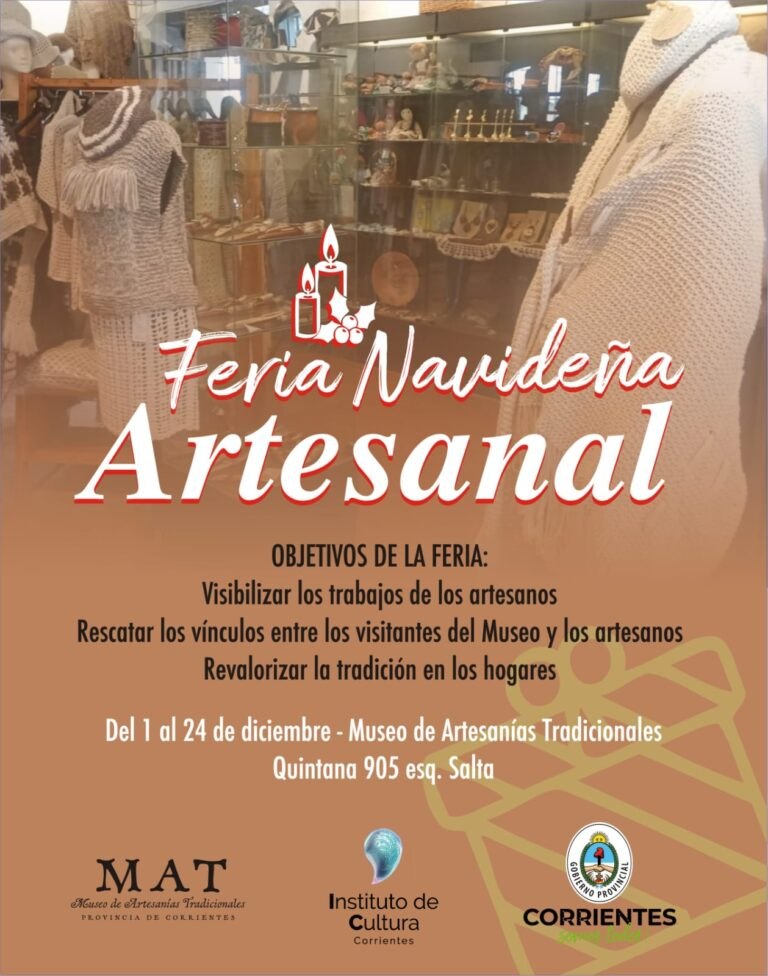 Feria Navideña
Artesanal
OBJETIVOS DE LA FERIA:
Visibilizar los trabajos de los artesanos
Rescatar los vínculos entre los visitantes del Museo y los artesanos
Revalorizar la tradición en los hogares
Del 1 al 24 de diciembre - Museo de Artesanías Tradicionales
Quintana 905 esq. Salta
MAT
Museo de Artesanías Tradicionales
PROVINCIA DE CORRIENTES
Instituto de
Cultura
Corrientes
GOBIERNO PROVINCIAL
CORRIENTES
somos todos